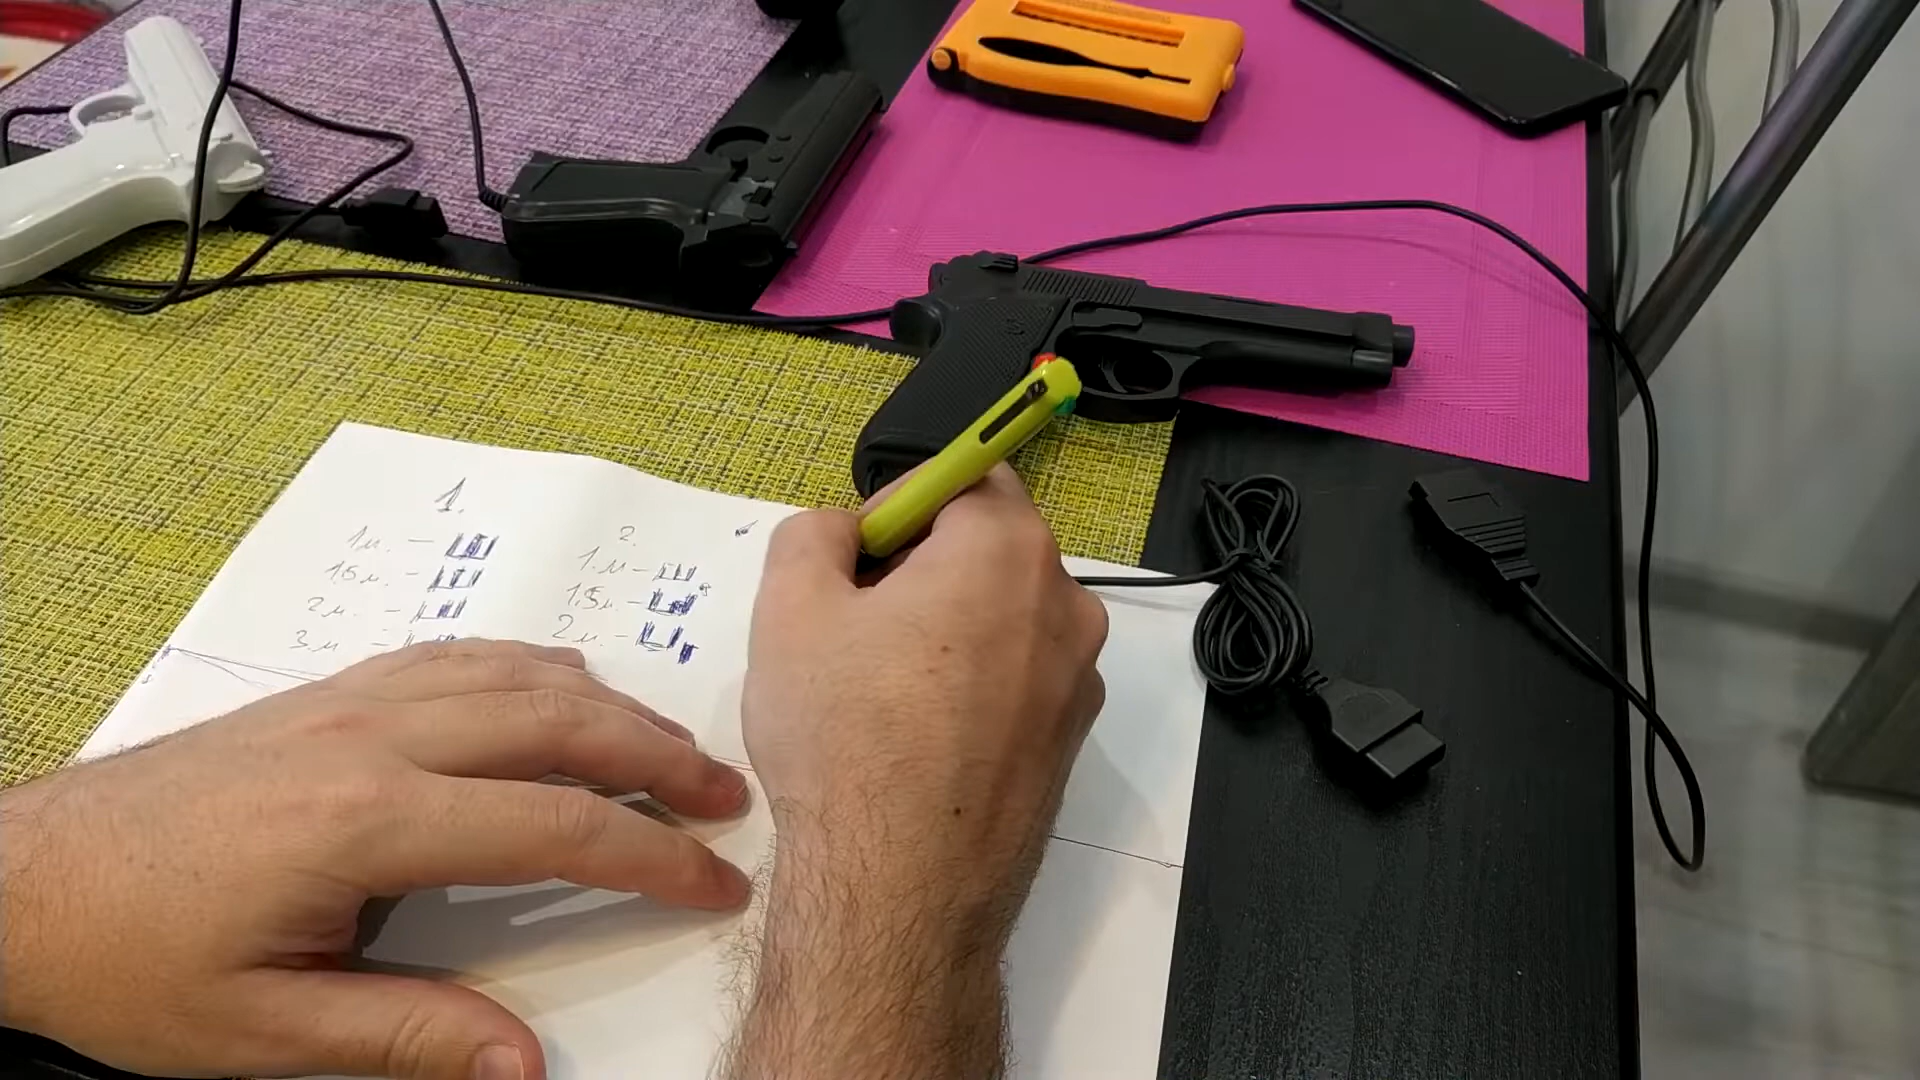 1.
1м. –
1.5м. –
2м. –
3м –
2.
1.м –
1,5м. –
2м. –